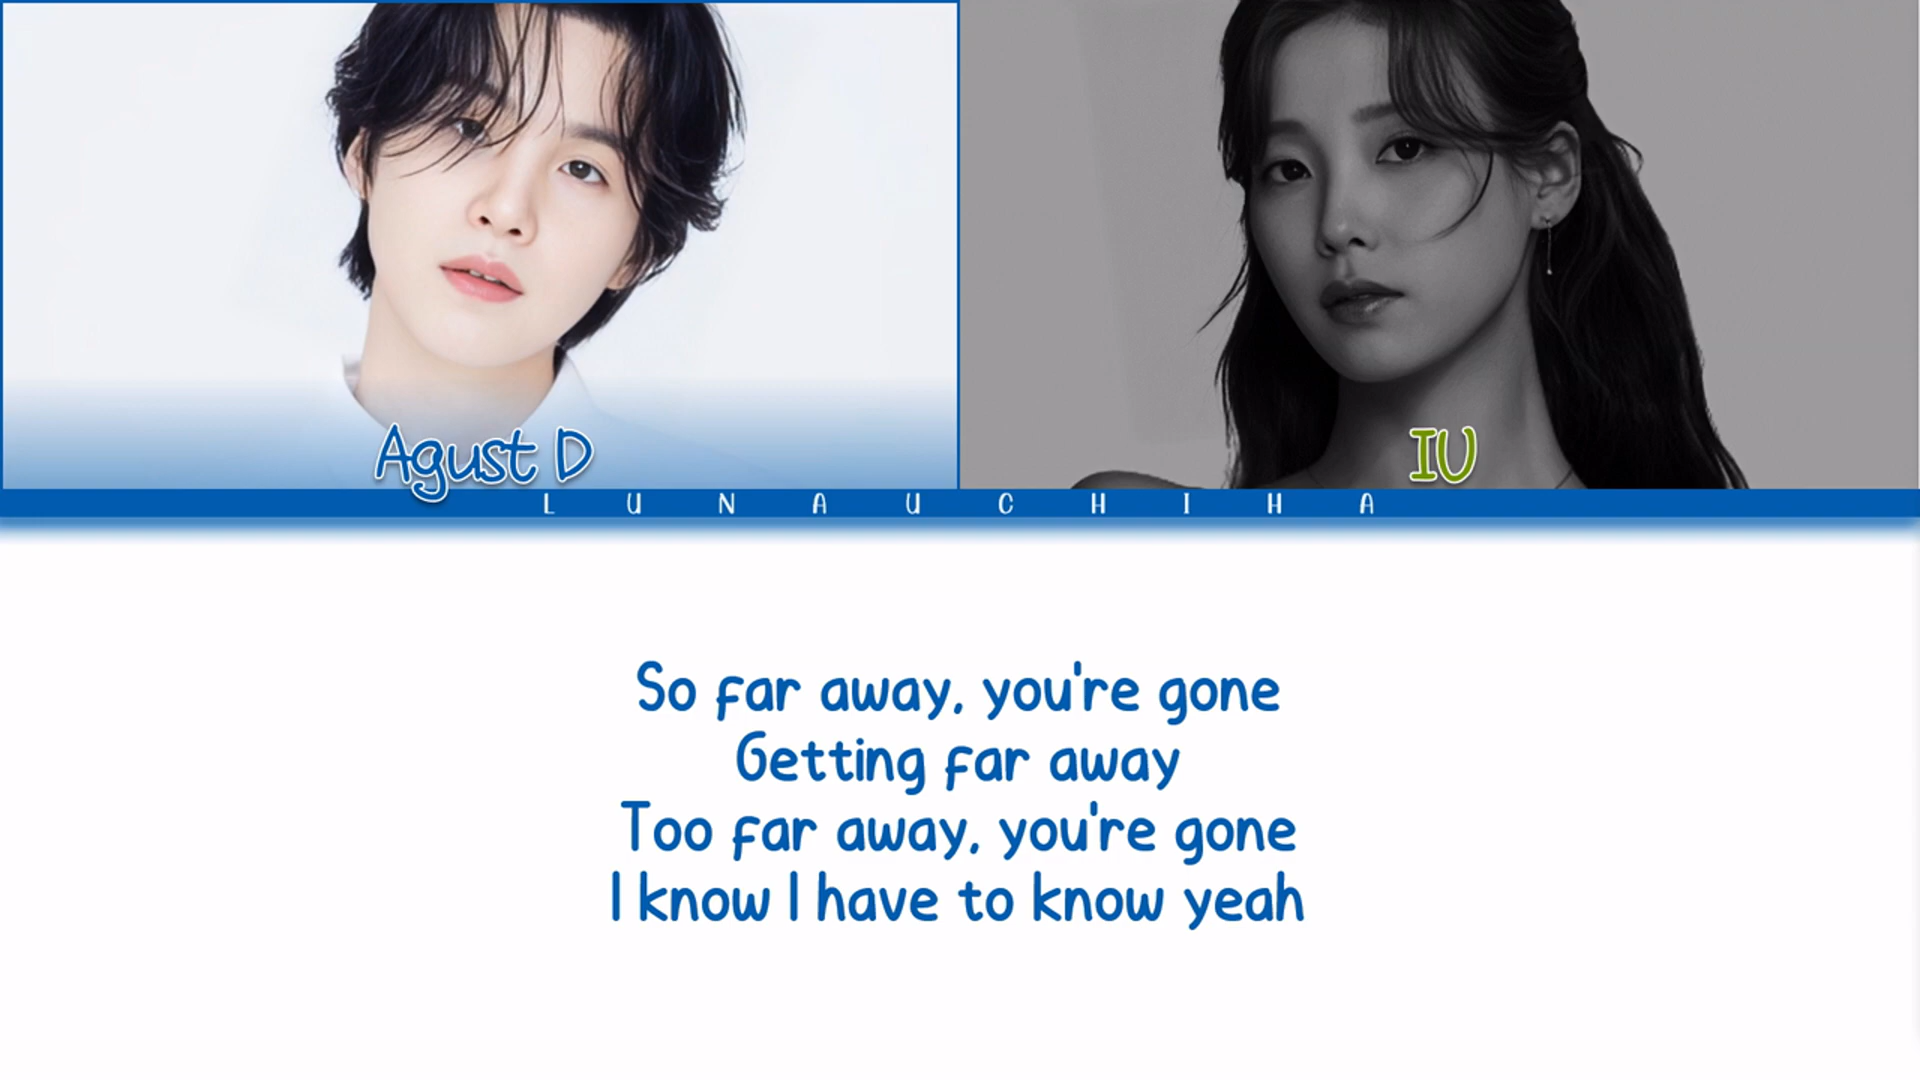 Agust D
IU
LUNAUCHIHA
So far away, you're gone
Getting far away
Too far away, you're gone
I know I have to know yeah